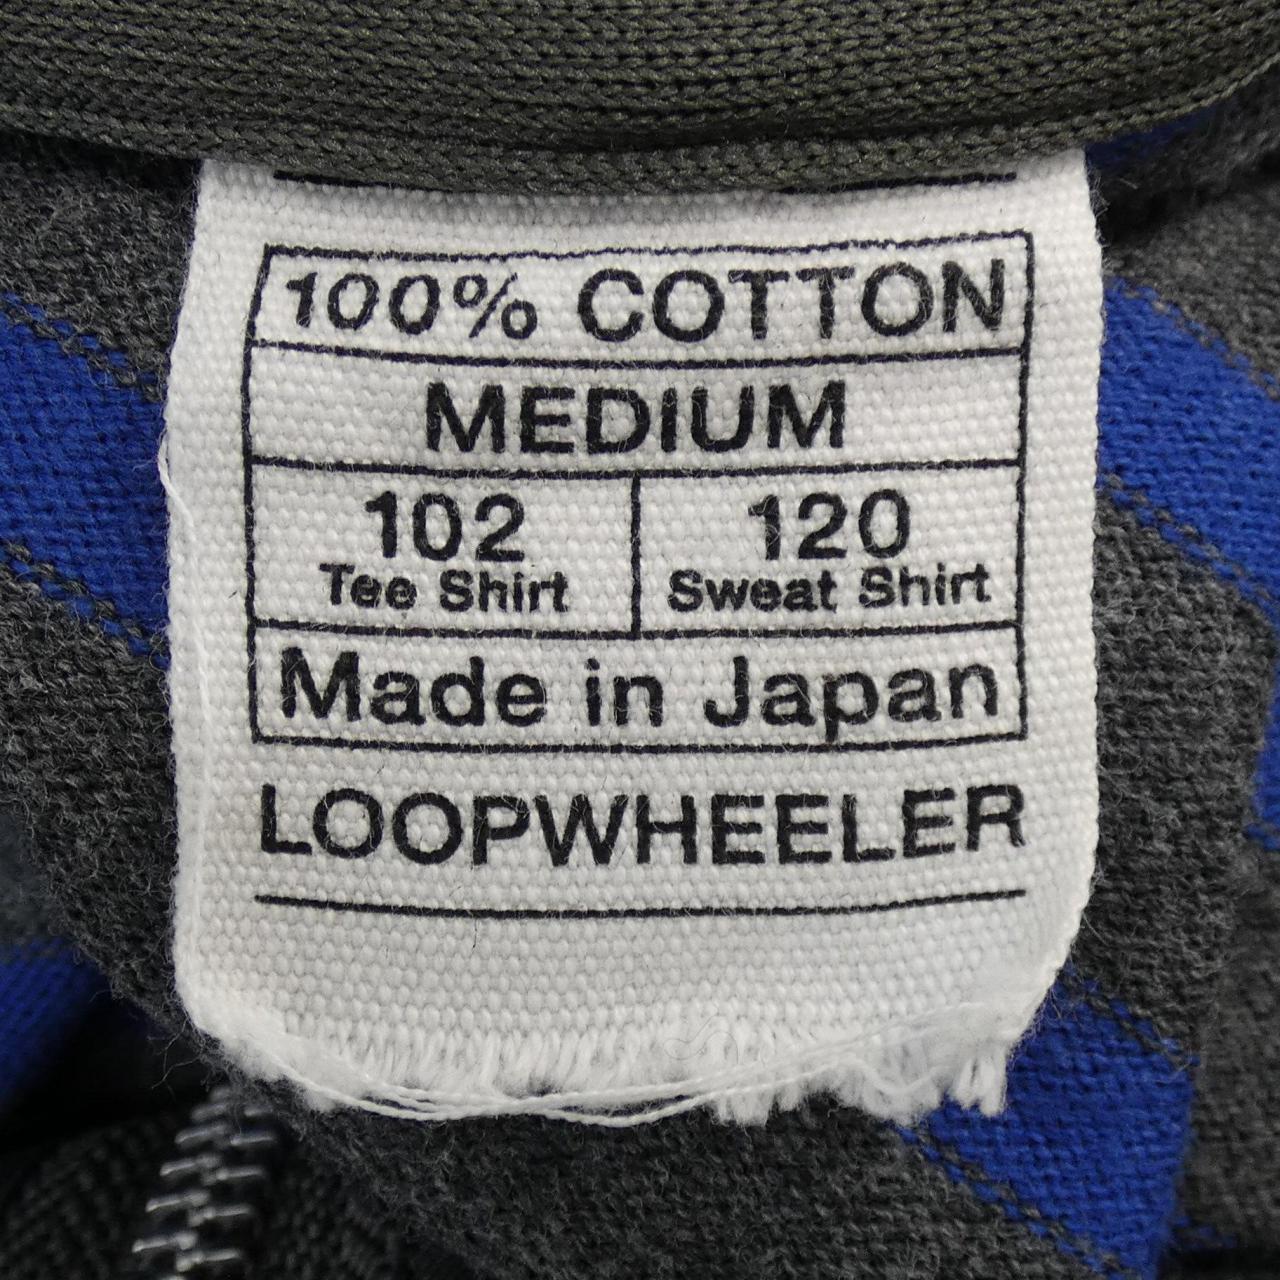 100% COTTON
MEDIUM
102
Tee Shirt
120
Sweat Shirt
Made in Japan
LOOPWHEELER